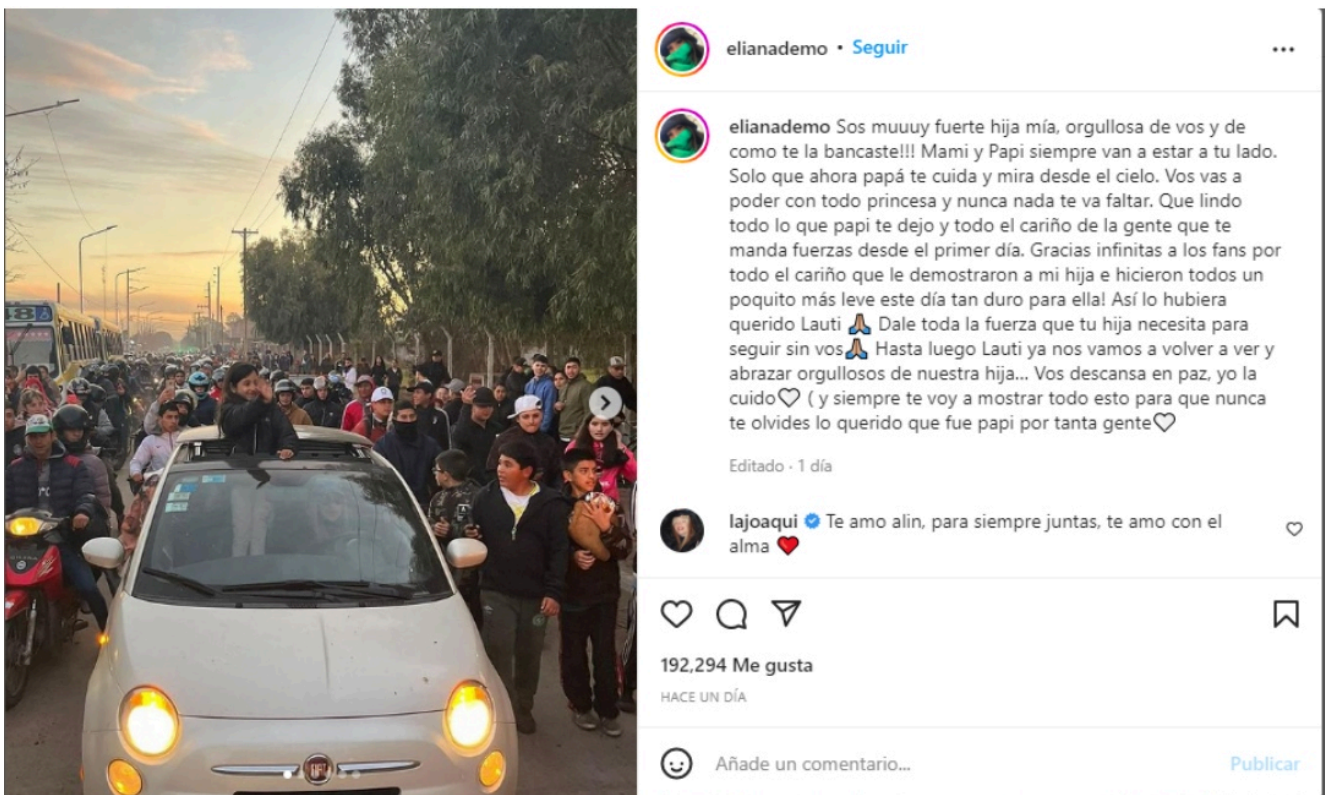 elianademo • Seguir
elianademo Sos muuuy fuerte hija mía, orgullosa de vos y de
como te la bancaste!!! Mami y Papi siempre van a estar a tu lado.
Solo que ahora papá te cuida y mira desde el cielo. Vos vas a
poder con todo princesa y nunca nada te va faltar. Que lindo
todo lo que papi te dejo y todo el cariño de la gente que te
manda fuerzas desde el primer día. Gracias infinitas a los fans por
todo el cariño que le demostraron a mi hija e hicieron todos un
poquito más leve este día tan duro para ella! Así lo hubiera
querido Lauti 🙏🏽 Dale toda la fuerza que tu hija necesita para
seguir sin vos🙏🏽 Hasta luego Lauti ya nos vamos a volver a ver y
abrazar orgullosos de nuestra hija... Vos descansa en paz, yo la
cuido♡ ( y siempre te voy a mostrar todo esto para que nunca
te olvides lo querido que fue papi por tanta gente♡
Editado · 1 día
lajoaqui Te amo alin, para siempre juntas, te amo con el
alma ❤️
192,294 Me gusta
HACE UN DÍA
Añade un comentario...
Publicar
FIAT